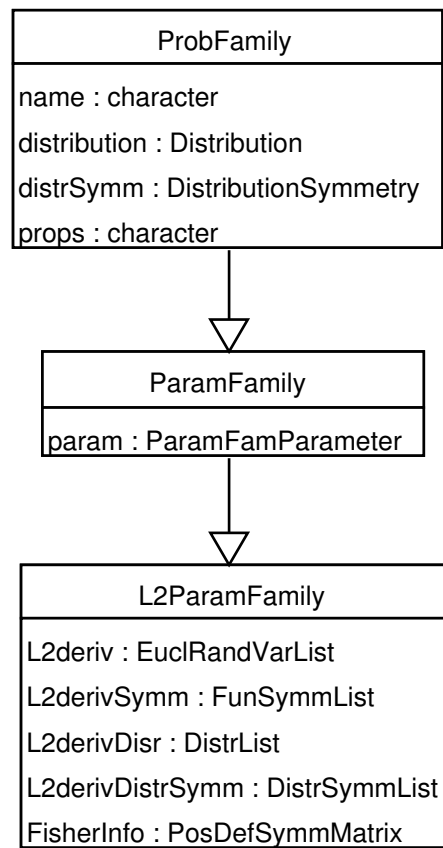 ProbFamily
name : character
distribution : Distribution
distrSymm : DistributionSymmetry
props : character
ParamFamily
param : ParamFamParameter
L2ParamFamily
L2deriv : EuclRandVarList
L2derivSymm : FunSymmList
L2derivDisr : DistrList
L2derivDistrSymm : DistrSymmList
FisherInfo : PosDefSymmMatrix